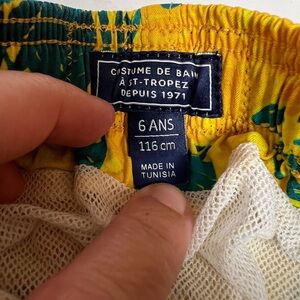 COSTUME DE BAIN
À ST-TROPEZ
DEPUIS 1971
6 ANS
116 cm
MADE IN
TUNISIA